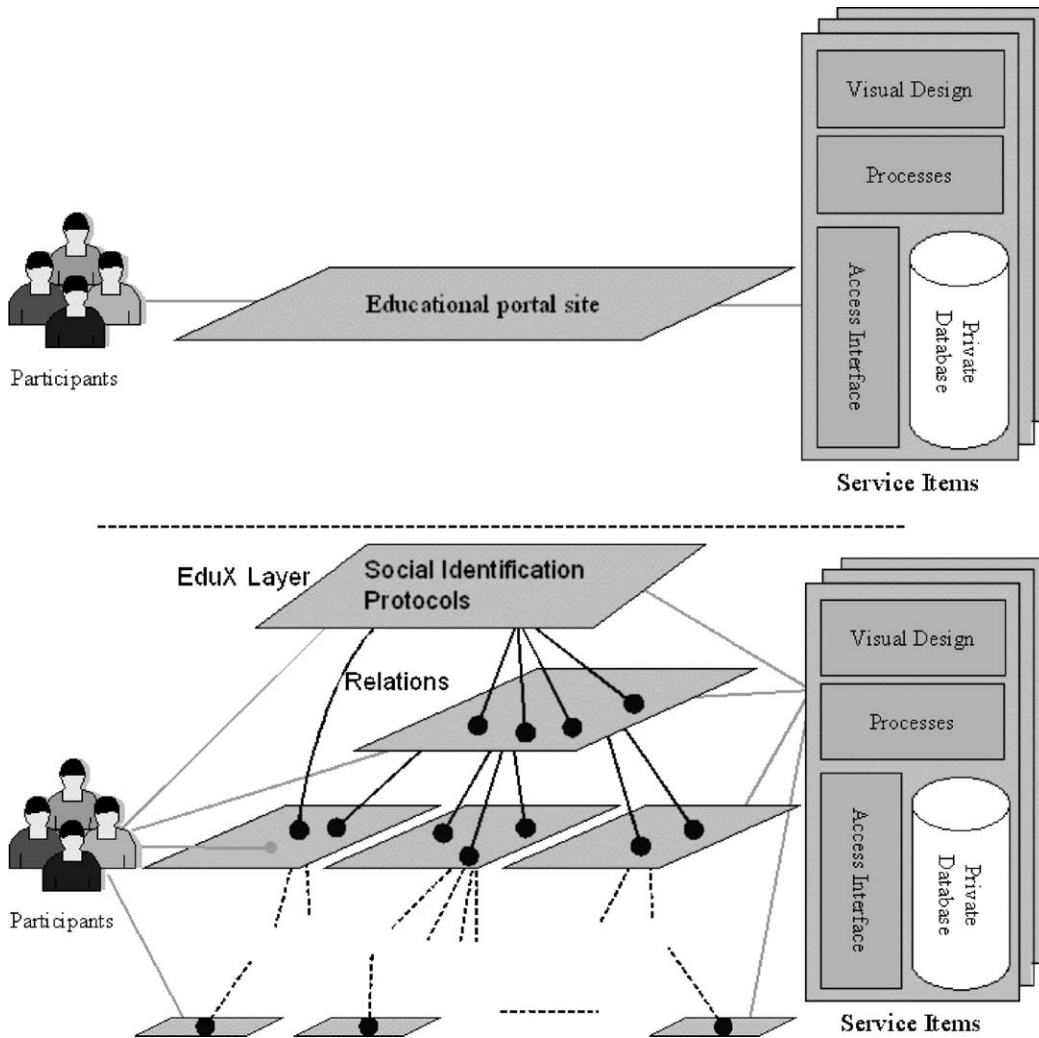 Visual Design
Processes
Access Interface
Private
Database
Educational portal site
Participants
Service Items
EduX Layer
Social Identification
Protocols
Relations
Visual Design
Processes
Access Interface
Private
Database
Participants
Service Items